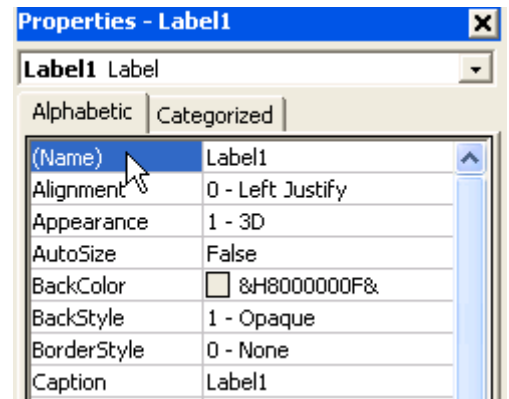 Properties - Label1
Label1 Label
Alphabetic Categorized
(Name) Label1
Alignment 0 - Left Justify
Appearance 1 - 3D
AutoSize False
BackColor &H8000000F&
BackStyle 1 - Opaque
BorderStyle 0 - None
Caption Label1